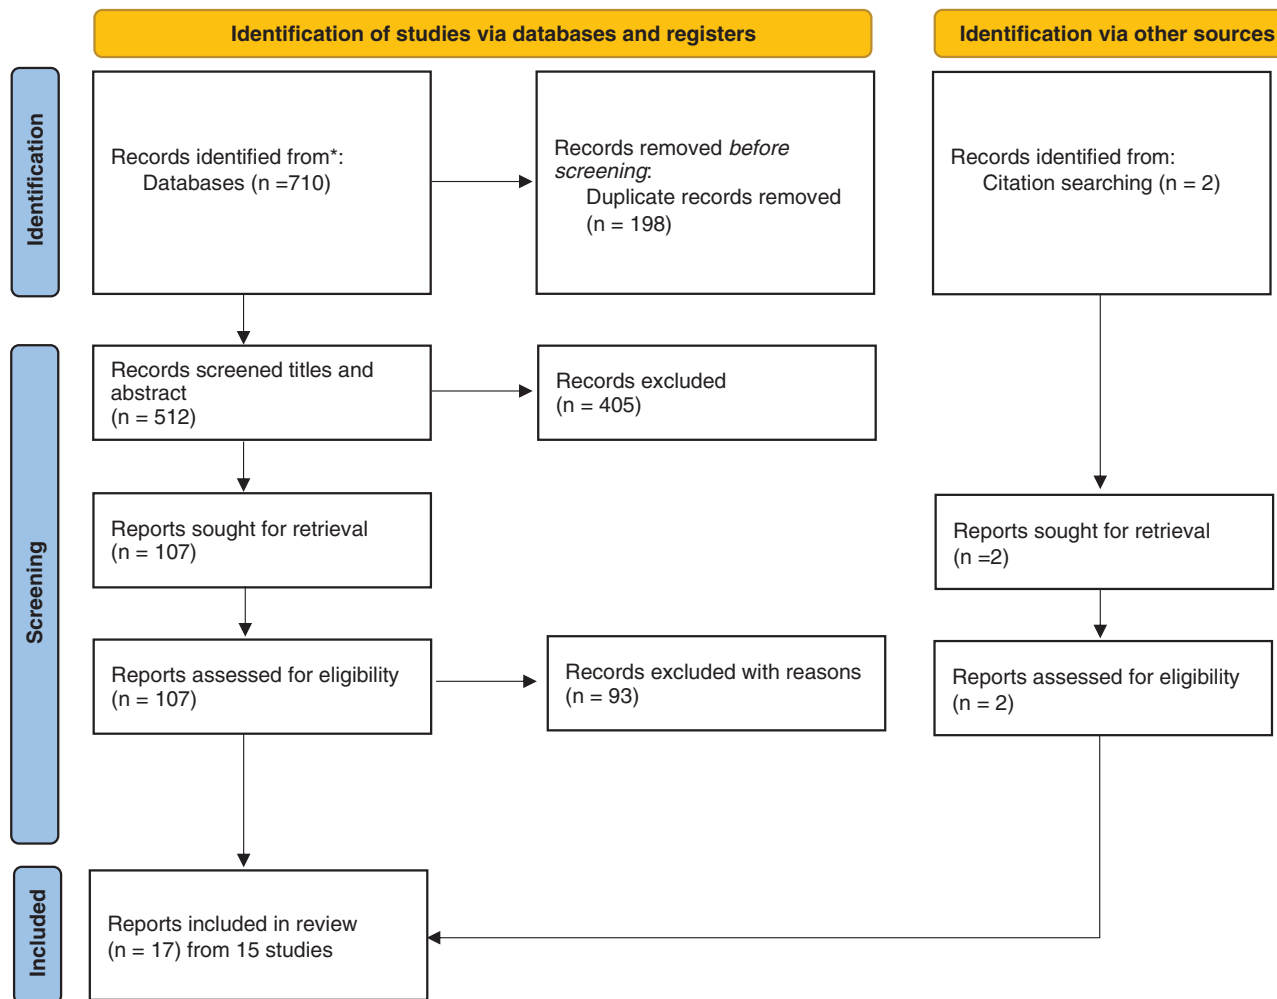 Identification of studies via databases and registers
Identification via other sources
Identification
Records identified from*:
Databases (n =710)
Records removed before
screening:
Duplicate records removed
(n = 198)
Records identified from:
Citation searching (n = 2)
Screening
Records screened titles and
abstract
(n = 512)
Records excluded
(n = 405)
Reports sought for retrieval
(n = 107)
Reports sought for retrieval
(n =2)
Reports assessed for eligibility
(n = 107)
Records excluded with reasons
(n = 93)
Reports assessed for eligibility
(n = 2)
Included
Reports included in review
(n = 17) from 15 studies